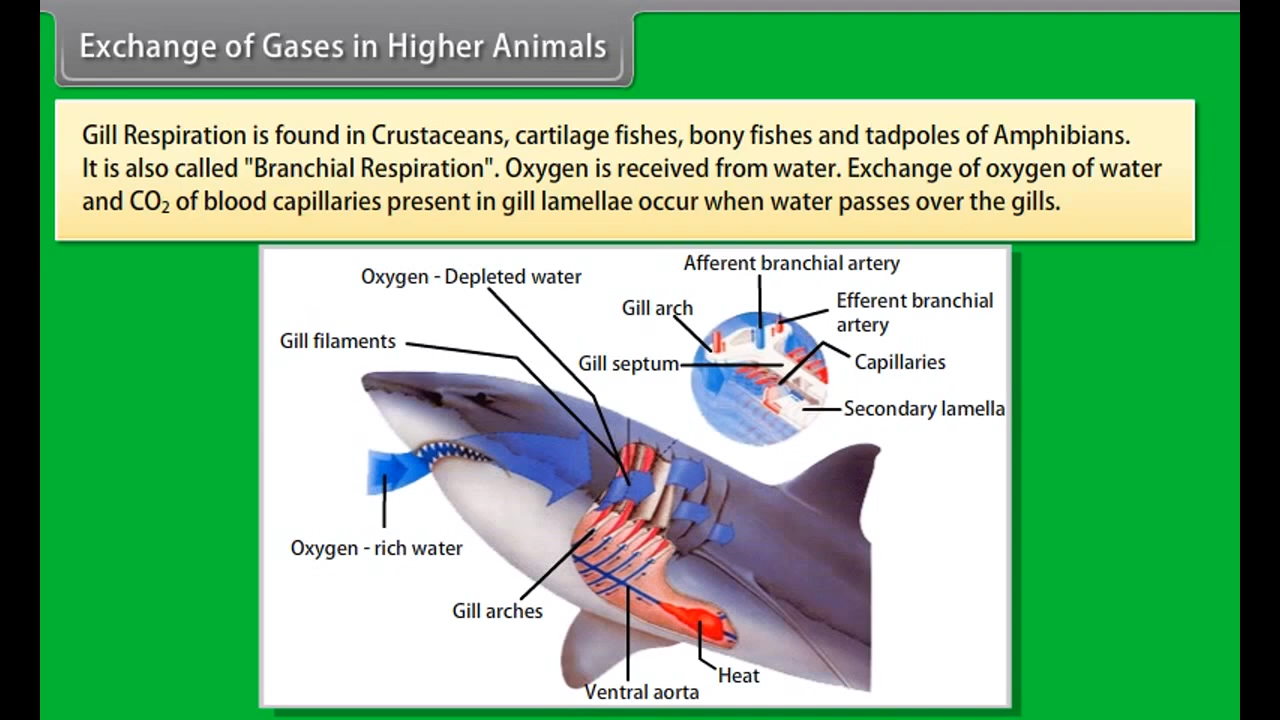 Exchange of Gases in Higher Animals
Gill Respiration is found in Crustaceans, cartilage fishes, bony fishes and tadpoles of Amphibians.
It is also called "Branchial Respiration". Oxygen is received from water. Exchange of oxygen of water
and CO₂ of blood capillaries present in gill lamellae occur when water passes over the gills.
Afferent branchial artery
Oxygen - Depleted water
Efferent branchial
artery
Gill arch
Gill filaments
Gill septum
Capillaries
Secondary lamella
Oxygen - rich water
Gill arches
Heat
Ventral aorta